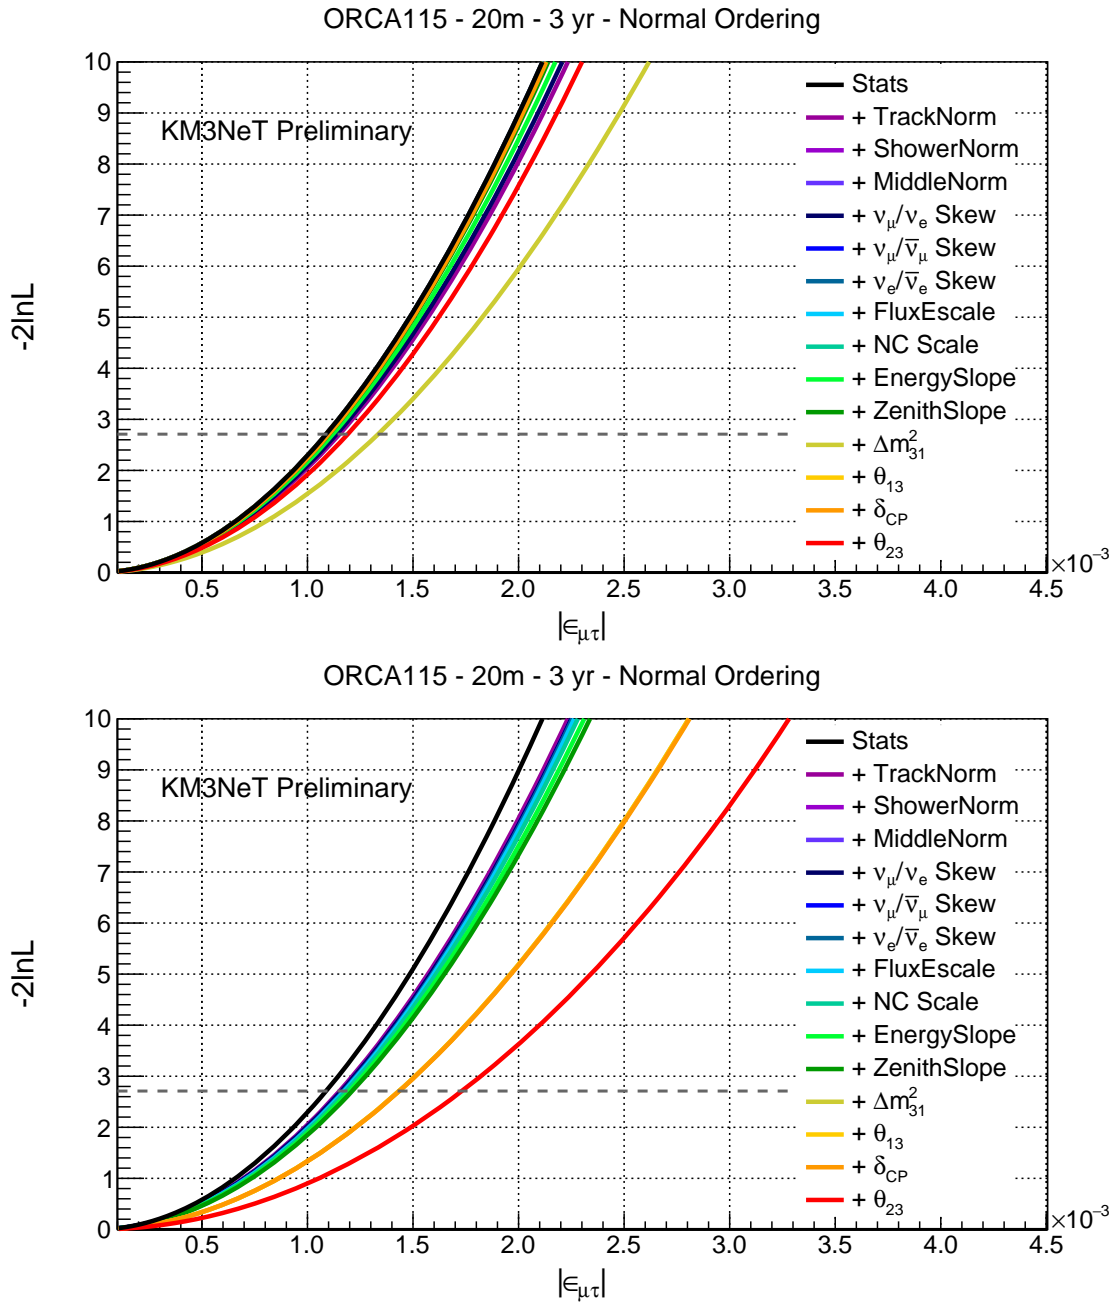 ORCA115 - 20m - 3 yr - Normal Ordering
KM3NeT Preliminary
-2lnL
10
9
8
7
6
5
4
3
2
1
0
Stats
+ TrackNorm
+ ShowerNorm
+ MiddleNorm
+ νμ/νe Skew
+ νμ/ν̅μ Skew
+ νe/ν̅e Skew
+ FluxEscale
+ NC Scale
+ EnergySlope
+ ZenithSlope
+ Δm²₃₁
+ θ₁₃
+ δCP
+ θ₂₃
0.5 1.0 1.5 2.0 2.5 3.0 3.5 4.0 4.5
×10⁻³
|ϵμτ|
ORCA115 - 20m - 3 yr - Normal Ordering
KM3NeT Preliminary
-2lnL
10
9
8
7
6
5
4
3
2
1
0
Stats
+ TrackNorm
+ ShowerNorm
+ MiddleNorm
+ νμ/νe Skew
+ νμ/ν̅μ Skew
+ νe/ν̅e Skew
+ FluxEscale
+ NC Scale
+ EnergySlope
+ ZenithSlope
+ Δm²₃₁
+ θ₁₃
+ δCP
+ θ₂₃
0.5 1.0 1.5 2.0 2.5 3.0 3.5 4.0 4.5
×10⁻³
|ϵμτ|